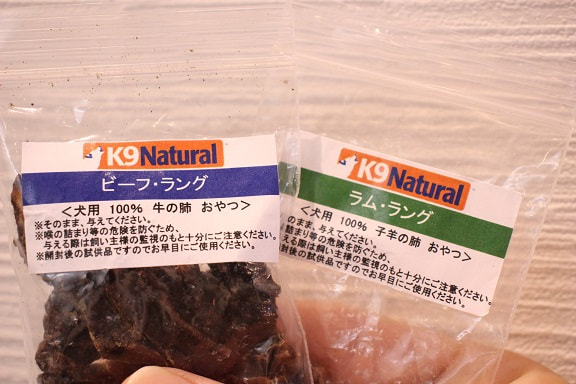 K9Natural
ビーフ・ラング
<犬用 100% 牛の肺 おやつ>
※そのまま、与えてください。
※喉の詰まり等の危険を防ぐため、
与える際は飼い主様の監視のもと十分にご注意ください。
※開封後の試供品ですのでお早目にご使用ください。
K9Natural
ラム・ラング
<犬用 100% 子羊の肺 おやつ>
のまま、与えてください。
詰まり等の危険を防ぐため、
える際は飼い主様の監視のもと十分にご注意ください。
開封後の試供品ですのでお早目にご使用ください。